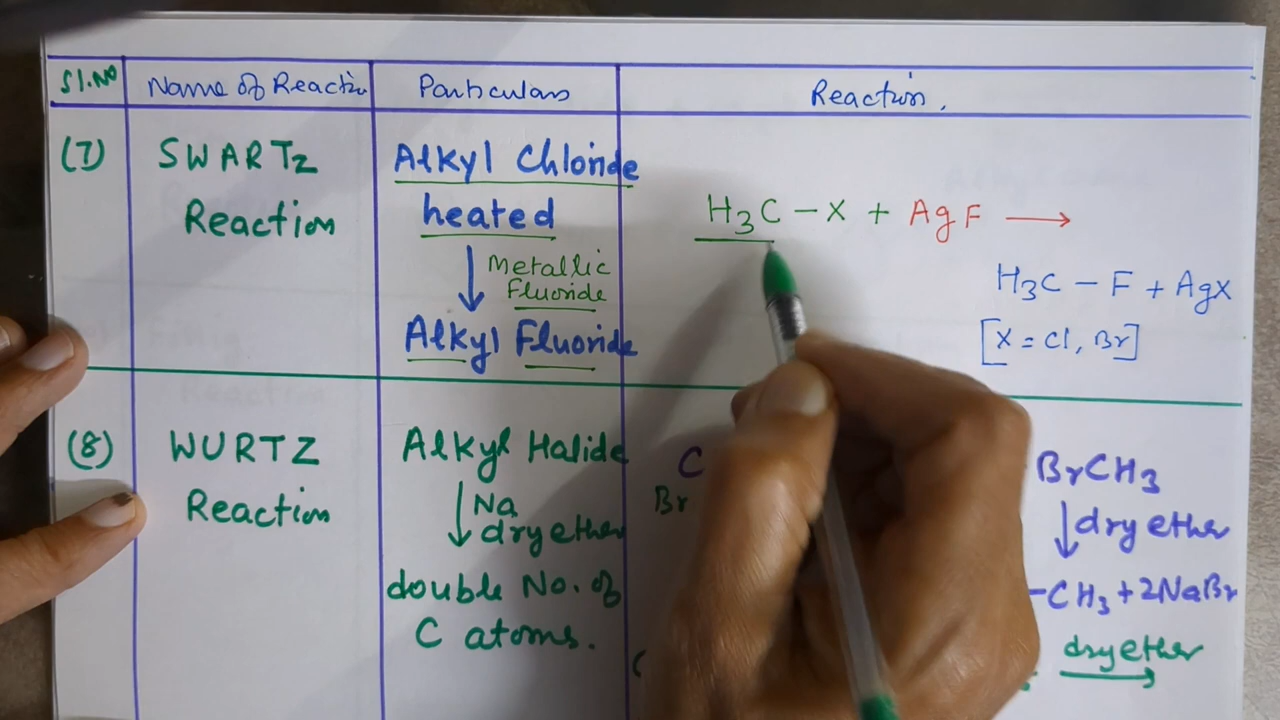 Sl.No Name of Reactin Particulars Reaction.
(7) SWARTZ Reaction
Alkyl Chloride
heated
Metallic
Fluoride
Alkyl Fluoride
H3C - X + AgF →
H3C - F + AgX
[X = Cl, Br]
(8) WURTZ Reaction
Alkyl Halide
Na
dry ether
double No. of
C atoms.
C
Br
BrCH3
dry ether
-CH3 + 2NaBr
dry ether